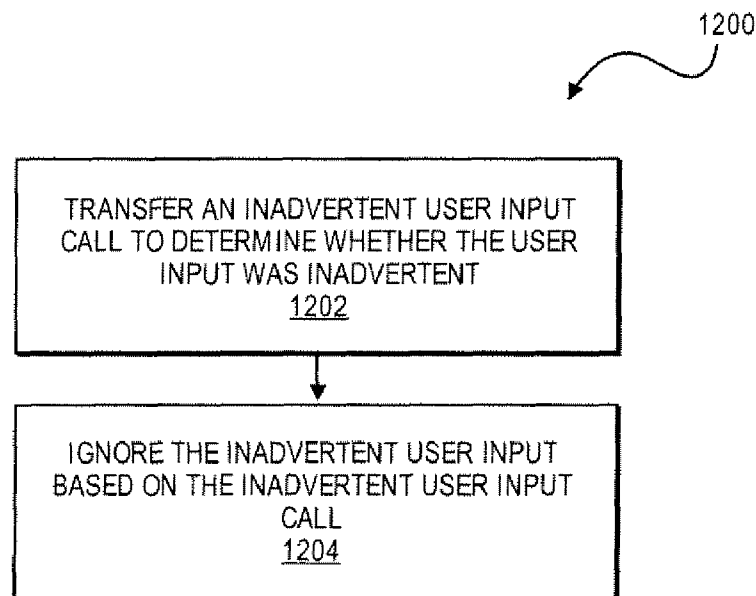 1200
TRANSFER AN INADVERTENT USER INPUT
CALL TO DETERMINE WHETHER THE USER
INPUT WAS INADVERTENT
1202
IGNORE THE INADVERTENT USER INPUT
BASED ON THE INADVERTENT USER INPUT
CALL
1204